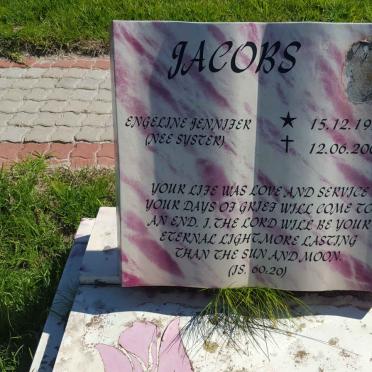 JACOBS
ENGELINE JENNIFER
(NEE SYSTER)
15.12.19
12.06.20
YOUR LIFE WAS LOVE AND SERVICE
YOUR DAYS OF GRIEF WILL COME TO
AN END. I, THE LORD WILL BE YOUR
ETERNAL LIGHT MORE LASTING
THAN THE SUN AND MOON.
(IS. 60:20)